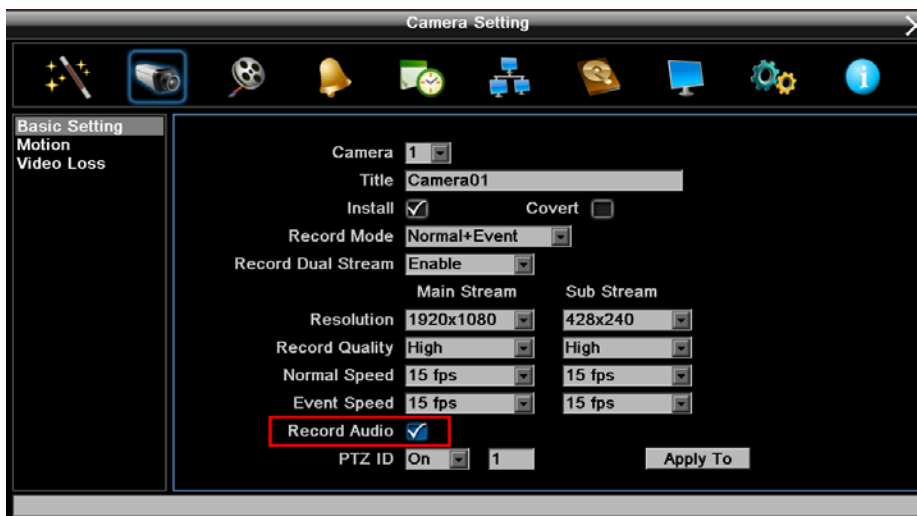 Camera Setting
Basic Setting
Motion
Video Loss
Camera 1
Title Camera01
Install Covert
Record Mode Normal+Event
Record Dual Stream Enable
Main Stream Sub Stream
Resolution 1920x1080 428x240
Record Quality High High
Normal Speed 15 fps 15 fps
Event Speed 15 fps 15 fps
Record Audio
PTZ ID On 1 Apply To